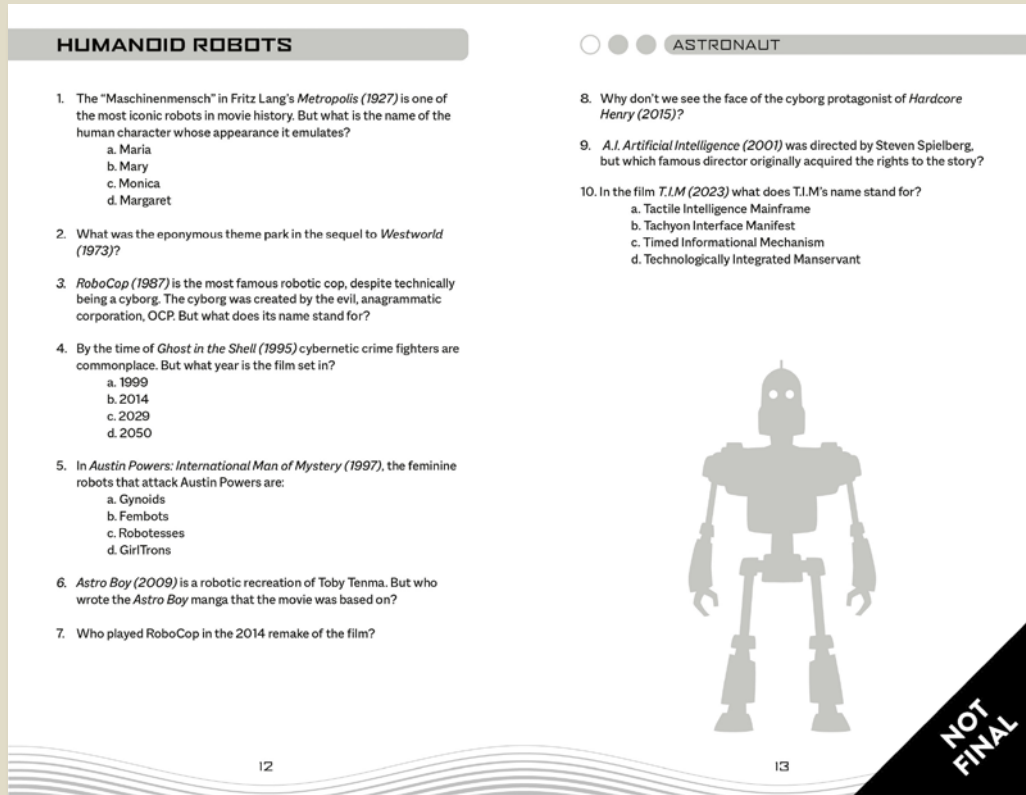 HUMANOID ROBOTS
1. The “Maschinenmensch” in Fritz Lang’s Metropolis (1927) is one of
the most iconic robots in movie history. But what is the name of the
human character whose appearance it emulates?
a. Maria
b. Mary
c. Monica
d. Margaret
2. What was the eponymous theme park in the sequel to Westworld
(1973)?
3. RoboCop (1987) is the most famous robotic cop, despite technically
being a cyborg. The cyborg was created by the evil, anagrammatic
corporation, OCP. But what does its name stand for?
4. By the time of Ghost in the Shell (1995) cybernetic crime fighters are
commonplace. But what year is the film set in?
a. 1999
b. 2014
c. 2029
d. 2050
5. In Austin Powers: International Man of Mystery (1997), the feminine
robots that attack Austin Powers are:
a. Gynoids
b. Fembots
c. Robotesses
d. GirlTrons
6. Astro Boy (2009) is a robotic recreation of Toby Tenma. But who
wrote the Astro Boy manga that the movie was based on?
7. Who played RoboCop in the 2014 remake of the film?
12
ASTRONAUT
8. Why don’t we see the face of the cyborg protagonist of Hardcore
Henry (2015)?
9. A.I. Artificial Intelligence (2001) was directed by Steven Spielberg,
but which famous director originally acquired the rights to the story?
10. In the film T.I.M (2023) what does T.I.M’s name stand for?
a. Tactile Intelligence Mainframe
b. Tachyon Interface Manifest
c. Timed Informational Mechanism
d. Technologically Integrated Manservant
13
NOT
FINAL